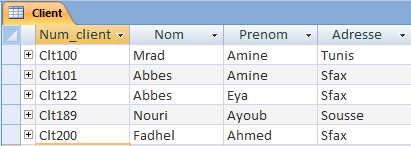 Client
Num_client Nom Prenom Adresse
Clt100 Mrad Amine Tunis
Clt101 Abbes Amine Sfax
Clt122 Abbes Eya Sfax
Clt189 Nouri Ayoub Sousse
Clt200 Fadhel Ahmed Sfax